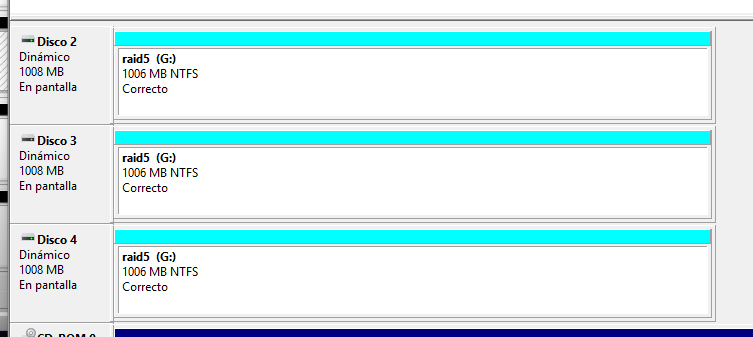 Disco 2
Dinámico
1008 MB
En pantalla
raid5 (G:)
1006 MB NTFS
Correcto
Disco 3
Dinámico
1008 MB
En pantalla
raid5 (G:)
1006 MB NTFS
Correcto
Disco 4
Dinámico
1008 MB
En pantalla
raid5 (G:)
1006 MB NTFS
Correcto
CD-ROM 0